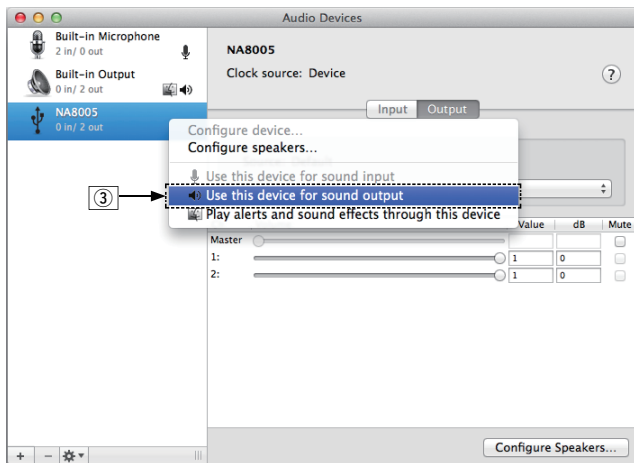 Audio Devices
Built-in Microphone
2 in/ 0 out
Built-in Output
0 in/ 2 out
NA8005
0 in/ 2 out
NA8005
Clock source: Device
?
Input Output
Configure device...
Configure speakers...
Use this device for sound input
③ Use this device for sound output
Play alerts and sound effects through this device
Value dB Mute
Master
1: 1 0
2: 1 0
Configure Speakers...